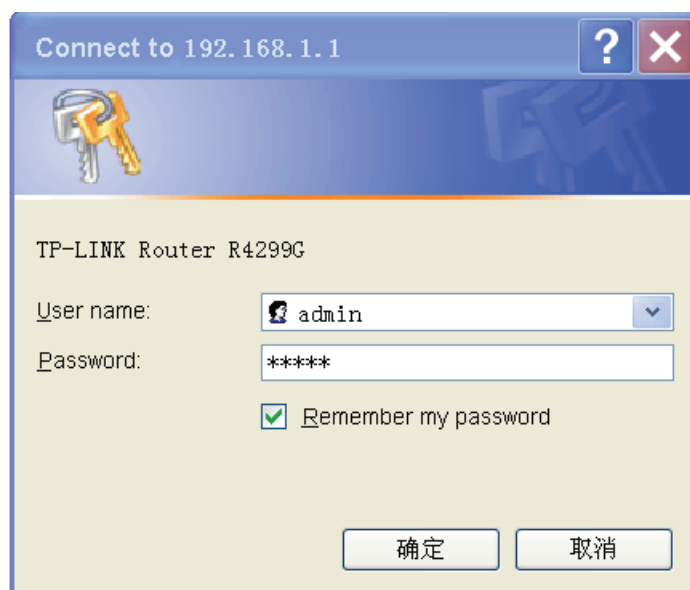 Connect to 192.168.1.1
TP-LINK Router R4299G
User name:
admin
Password:
*****
Remember my password
确定
取消